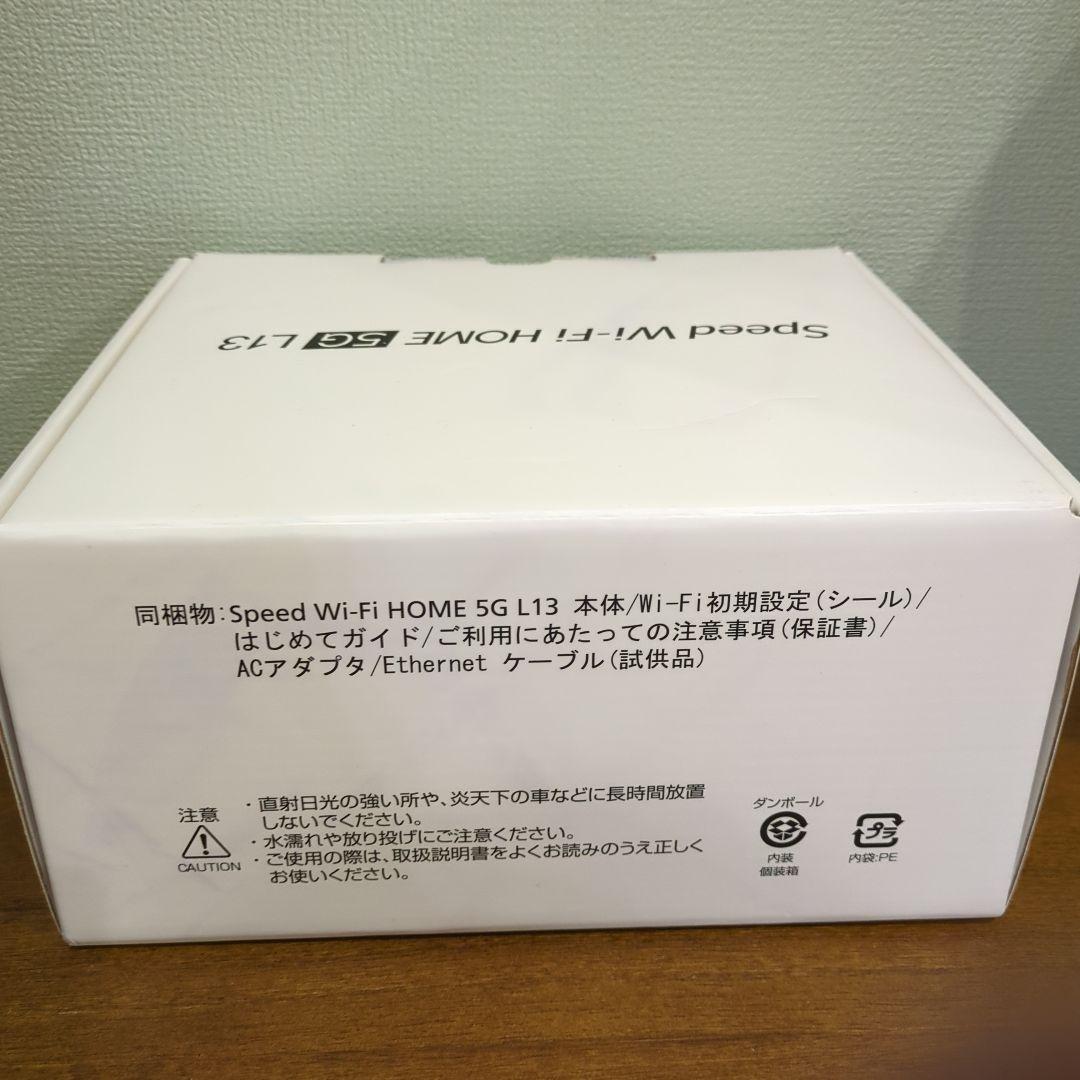 Speed Wi-Fi HOME 5G L13
同梱物:Speed Wi-Fi HOME 5G L13 本体/Wi-Fi初期設定(シール)/
はじめてガイド/ご利用にあたっての注意事項(保証書)/
ACアダプタ/Ethernet ケーブル(試供品)
注意
CAUTION
・直射日光の強い所や、炎天下の車などに長時間放置
しないでください。
・水濡れや放り投げにご注意ください。
・ご使用の際は、取扱説明書をよくお読みのうえ正しく
お使いください。
ダンボール
内装
個装箱
プラ
内袋:PE